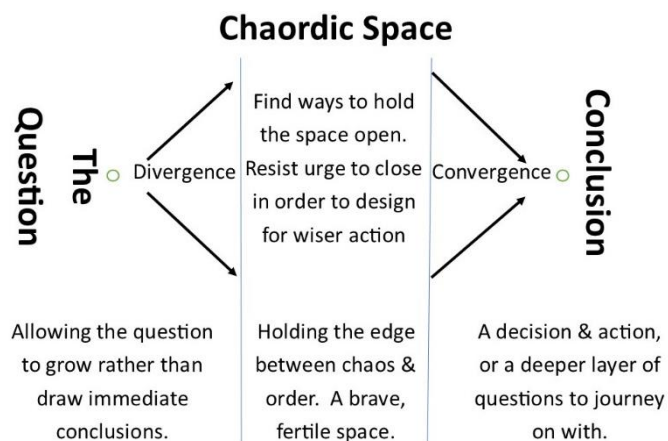 Chaordic Space
The
Question
Divergence
Find ways to hold
the space open.
Resist urge to close
in order to design
for wiser action
Convergence
Conclusion
Allowing the question
to grow rather than
draw immediate
conclusions.
Holding the edge
between chaos &
order. A brave,
fertile space.
A decision & action,
or a deeper layer of
questions to journey
on with.